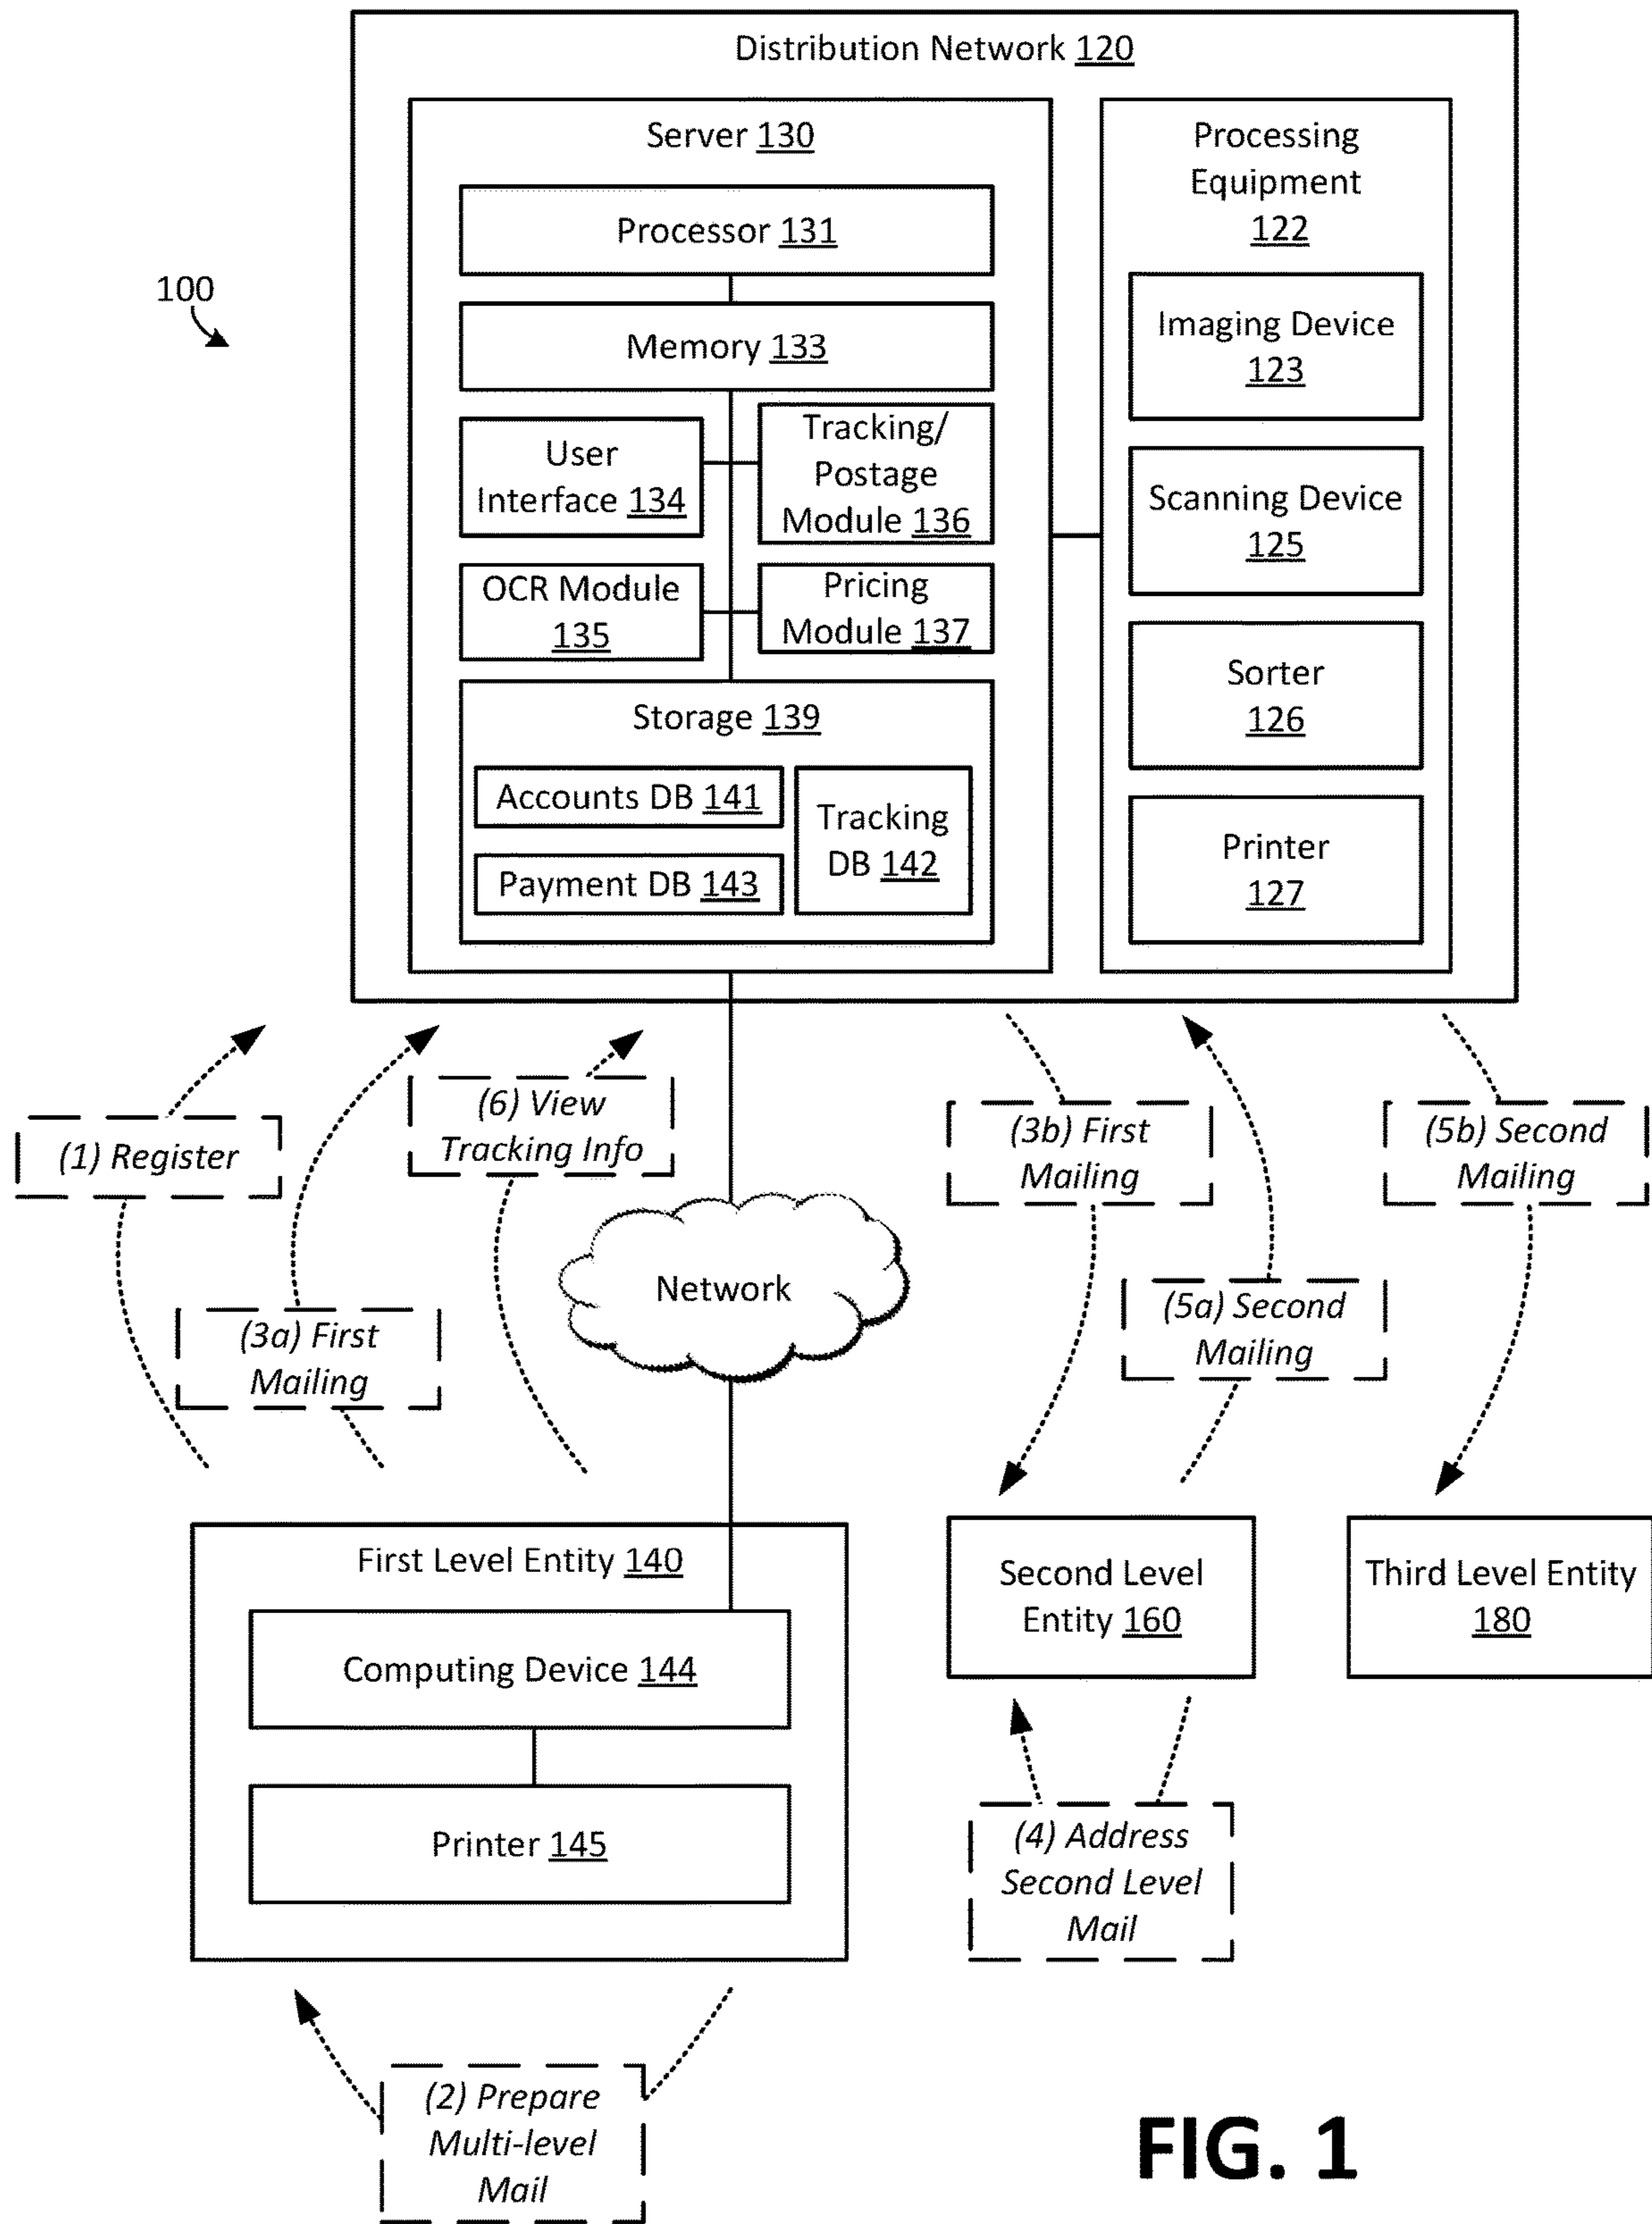 Distribution Network 120
Server 130
Processor 131
Memory 133
User
Interface 134
Tracking/
Postage
Module 136
OCR Module
135
Pricing
Module 137
Storage 139
Accounts DB 141
Payment DB 143
Tracking
DB 142
Processing
Equipment
122
Imaging Device
123
Scanning Device
125
Sorter
126
Printer
127
100
(1) Register
(3a) First
Mailing
(6) View
Tracking Info
Network
(3b) First
Mailing
(5a) Second
Mailing
(5b) Second
Mailing
First Level Entity 140
Computing Device 144
Printer 145
Second Level
Entity 160
Third Level Entity
180
(4) Address
Second Level
Mail
(2) Prepare
Multi-level
Mail
FIG. 1